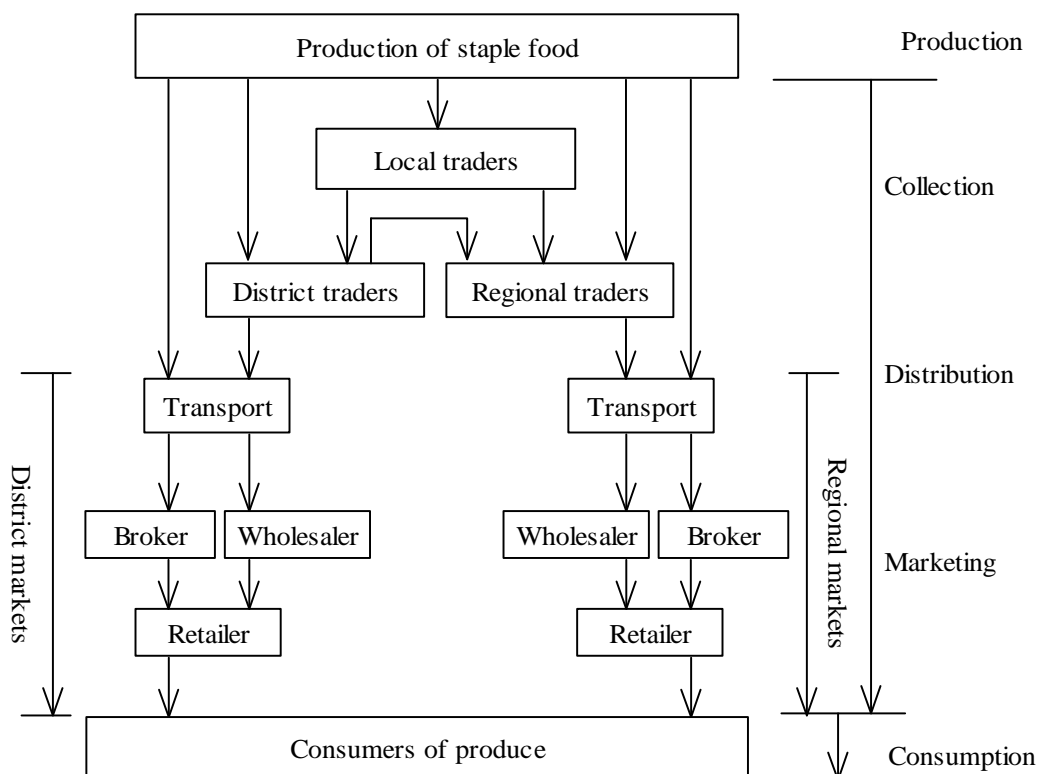 Production of staple food
Production
Local traders
Collection
District traders
Regional traders
Distribution
Transport
Transport
District markets
Regional markets
Broker
Wholesaler
Wholesaler
Broker
Marketing
Retailer
Retailer
Consumers of produce
Consumption